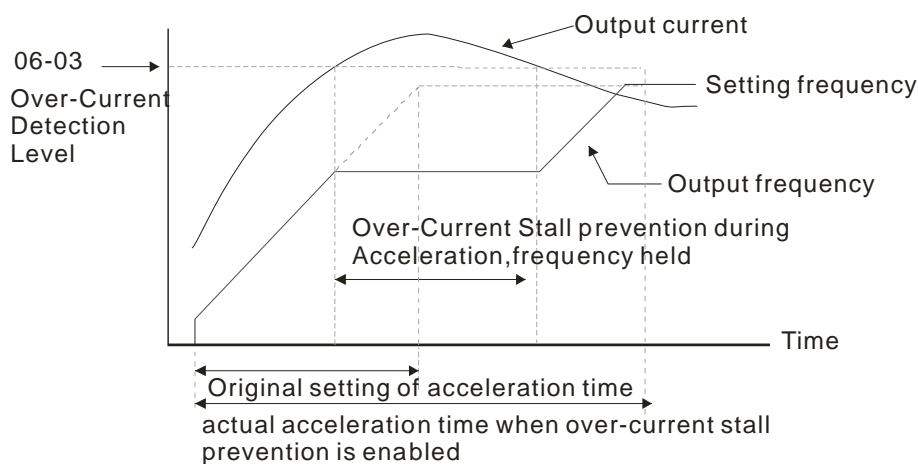 Output current
06-03
Over-Current
Detection
Level
Setting frequency
Output frequency
Over-Current Stall prevention during
Acceleration,frequency held
Time
Original setting of acceleration time
actual acceleration time when over-current stall
prevention is enabled